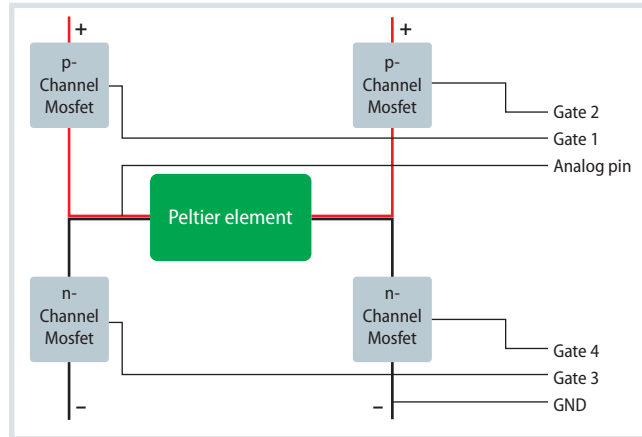 +
+
p-
Channel
Mosfet
p-
Channel
Mosfet
Gate 2
Gate 1
Analog pin
Peltier element
n-
Channel
Mosfet
n-
Channel
Mosfet
Gate 4
Gate 3
–
–
GND